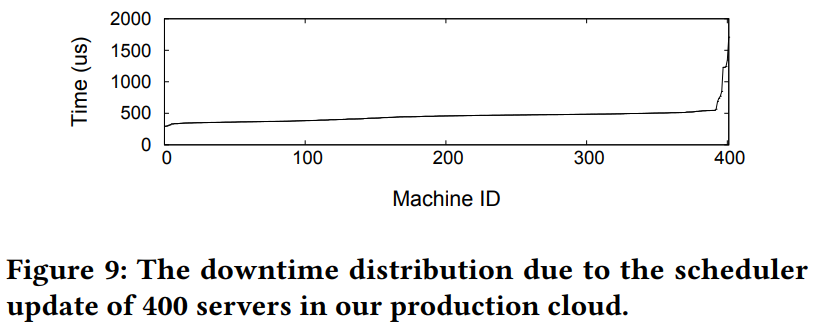 2000
1500
1000
500
0
Time (us)
0 100 200 300 400
Machine ID
Figure 9: The downtime distribution due to the scheduler
update of 400 servers in our production cloud.